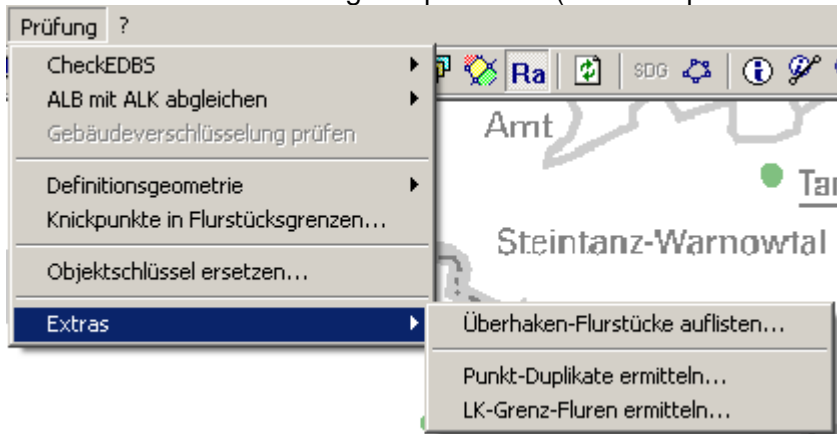 Prüfung ?
CheckEDBS
ALB mit ALK abgleichen
Gebäudeverschlüsselung prüfen
Definitionsgeometrie
Knickpunkte in Flurstücksgrenzen...
Objektschlüssel ersetzen...
Extras
Ra SDG
Amt
Steintanz-Warnowtal
Überhaken-Flurstücke auflisten...
Punkt-Duplikate ermitteln...
LK-Grenz-Fluren ermitteln...